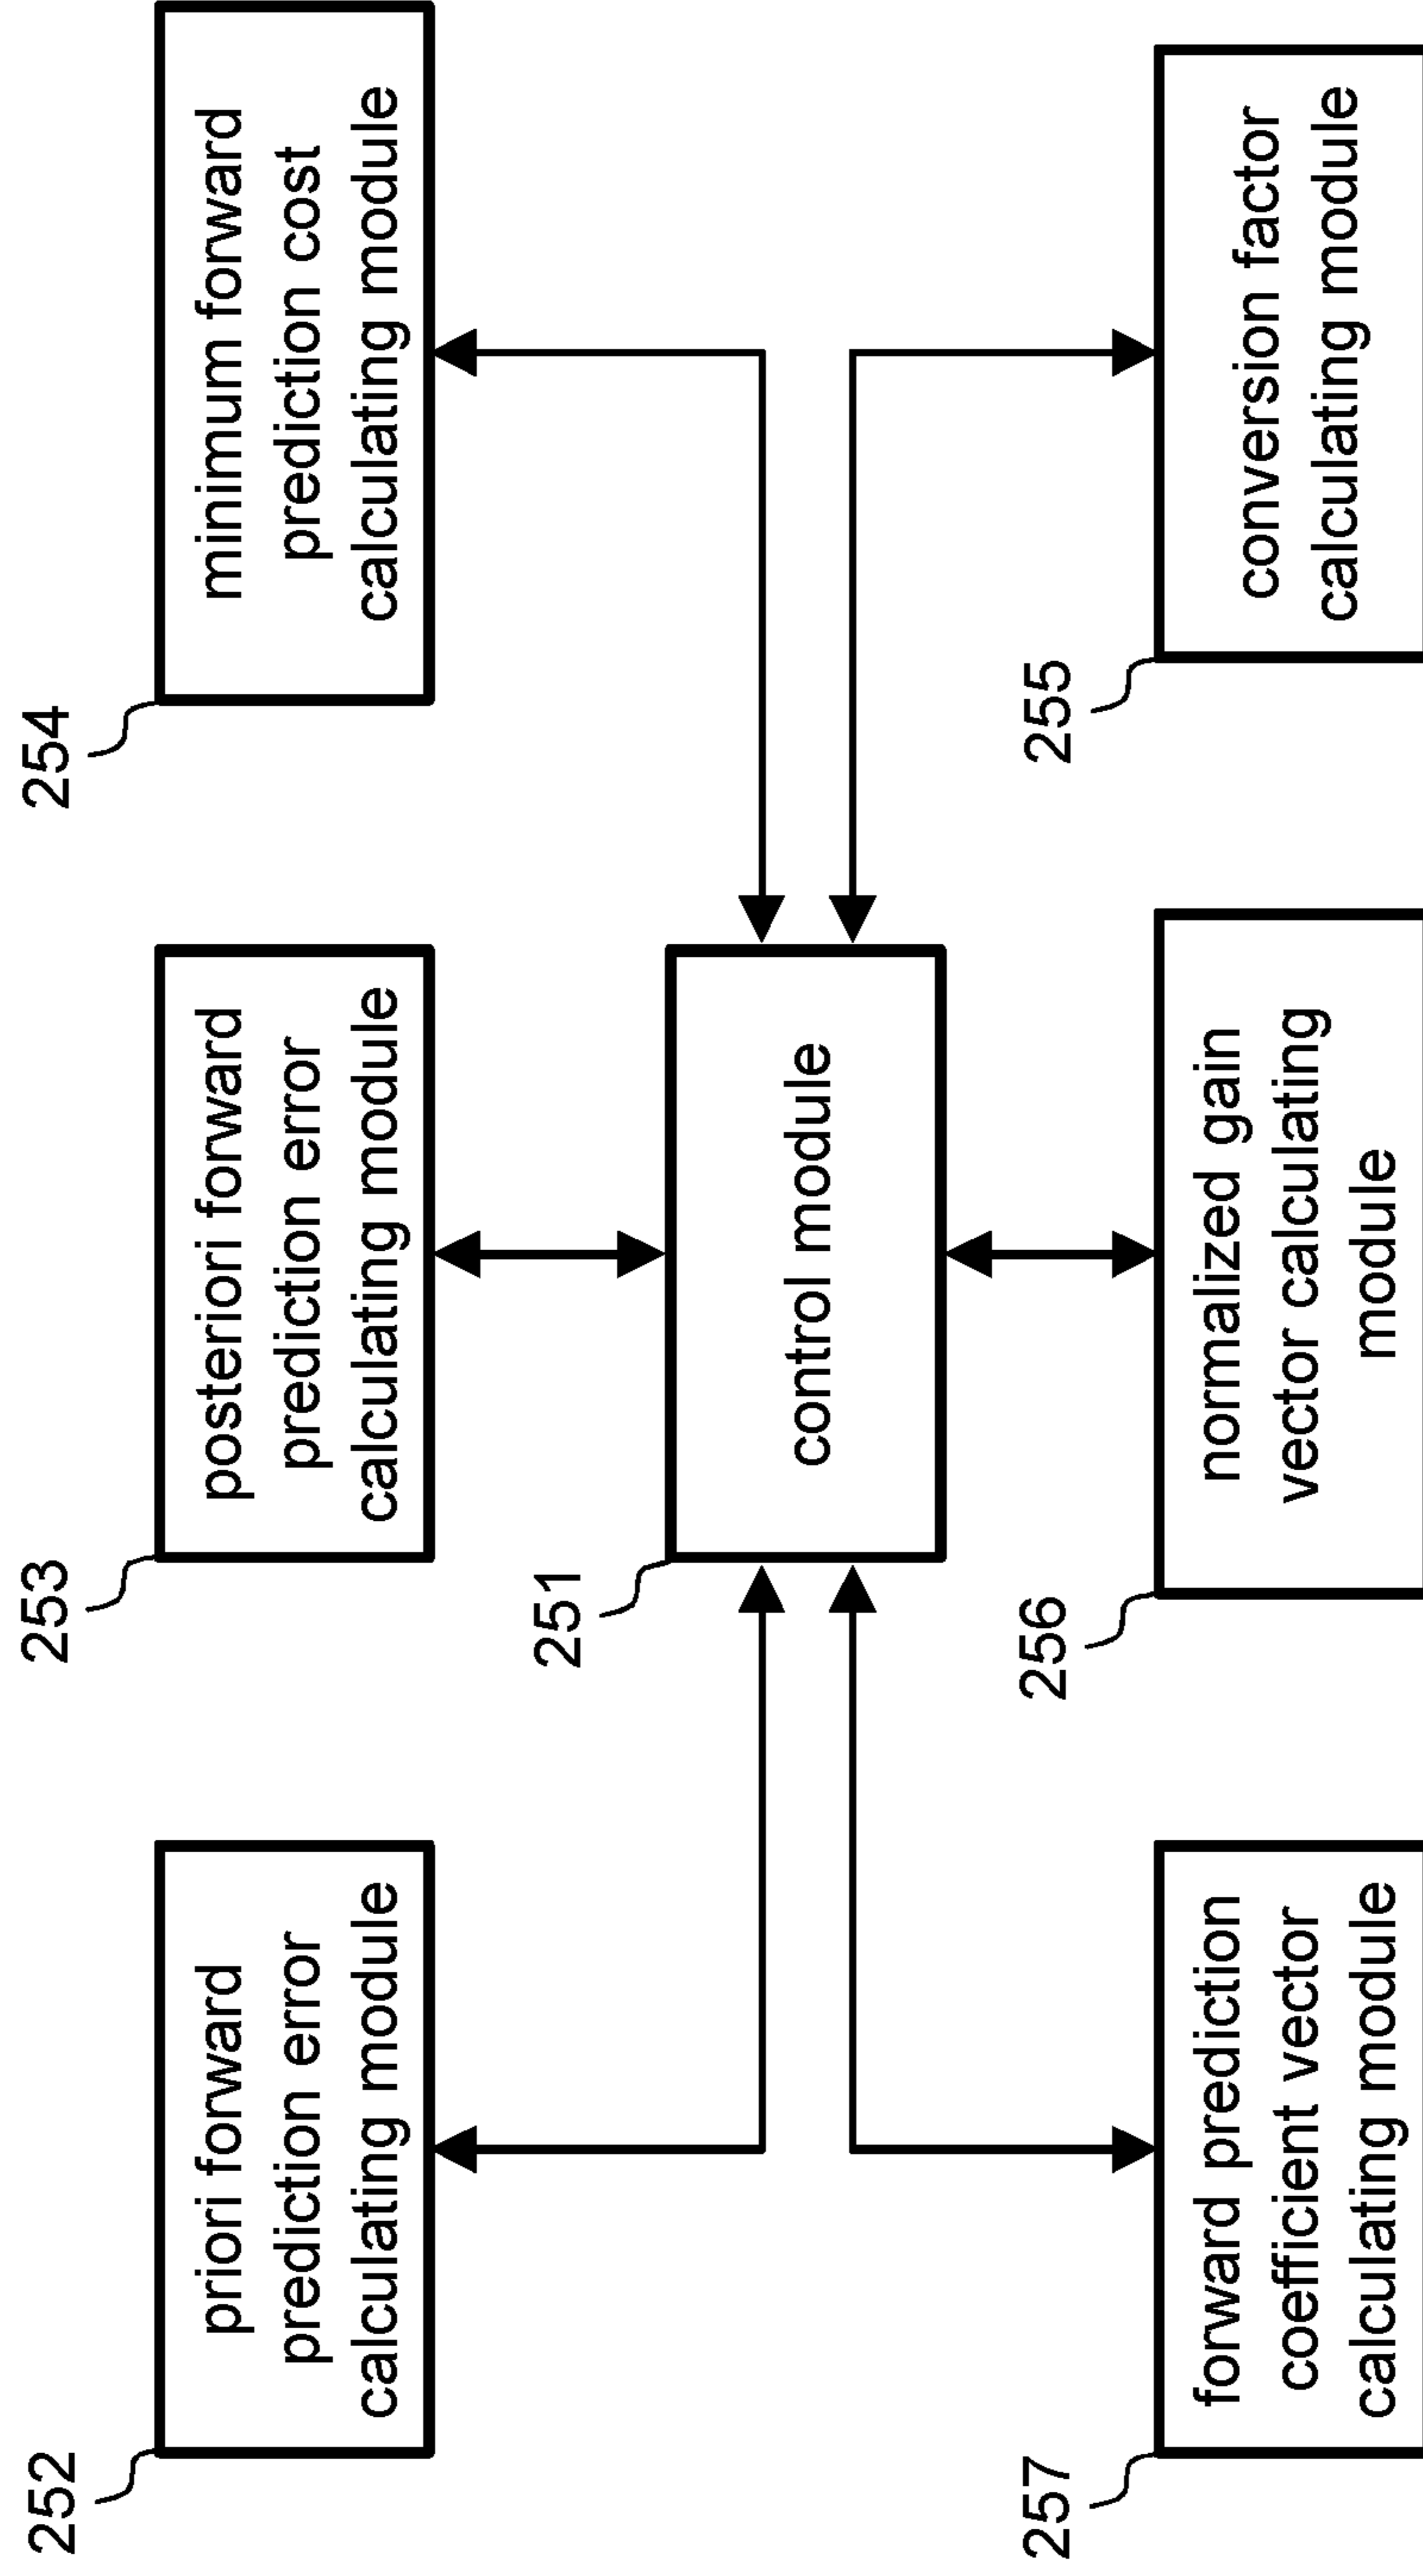 252
priori forward
prediction error
calculating module
253
posteriori forward
prediction error
calculating module
254
minimum forward
prediction cost
calculating module
251
control module
257
forward prediction
coefficient vector
calculating module
256
normalized gain
vector calculating
module
255
conversion factor
calculating module